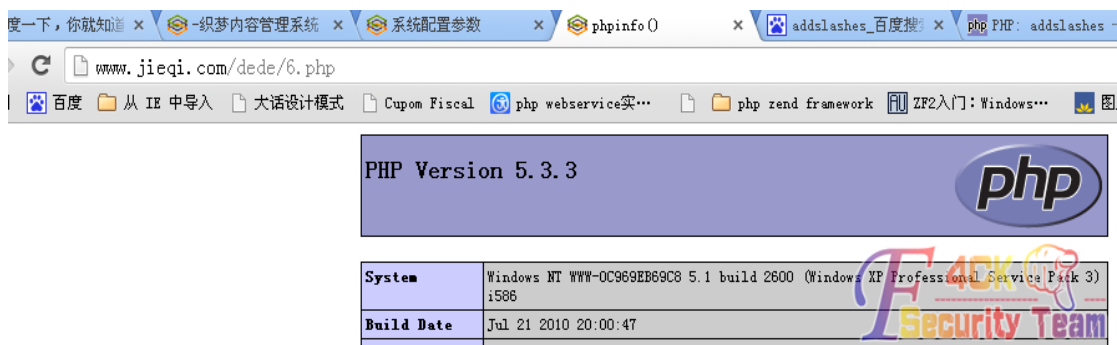 度一下，你就知道
-织梦内容管理系统
系统配置参数
phpinfo()
addslashes_百度搜索
php PHP: addslashes -
www.jieqi.com/dede/6.php
百度 从 IE 中导入 大话设计模式 Cupom Fiscal php webservice实… php zend framework ZF2入门：Windows… 图
PHP Version 5.3.3
php
System
Windows NT WWW-0C969EB69C8 5.1 build 2600 (Windows XP Professional Service Pack 3)
i586
Build Date
Jul 21 2010 20:00:47
F4CK
Security Team